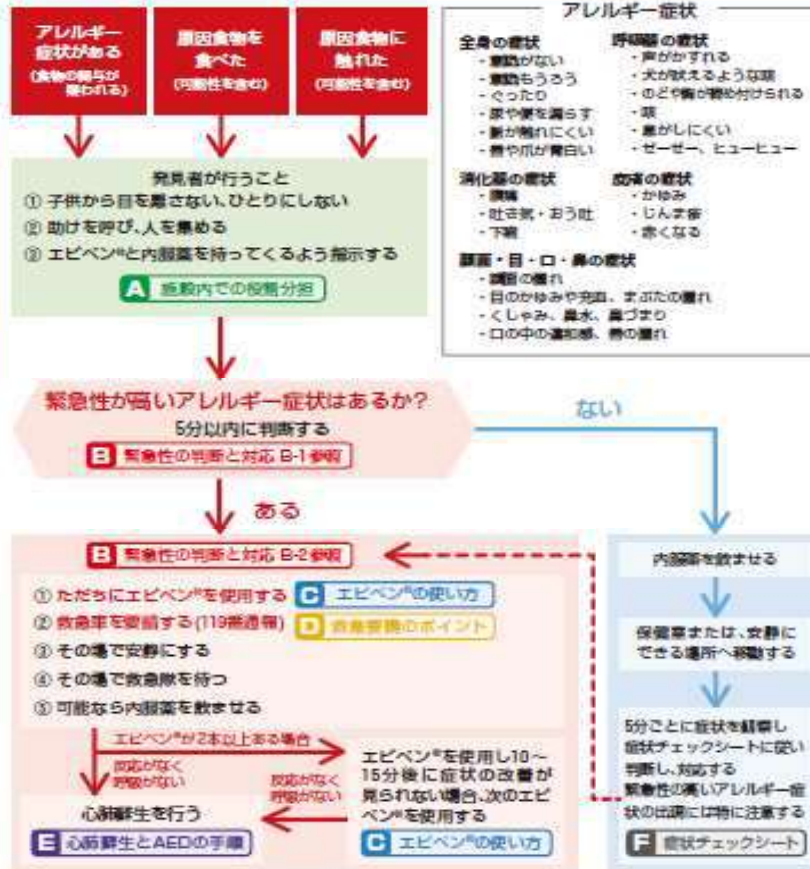 アレルギー
症状がある
(食物の関与が
疑われる)
原因食物を
食べた
(可能性を含む)
原因食物に
触れた
(可能性を含む)
発見者が行うこと
① 子供から目を離さない、ひとりにしない
② 助けを呼び、人を集める
③ エピペン®と内服薬を持ってくるよう指示する
A 施設内での役割分担
アレルギー症状
全身の症状
・意識がない
・意識もうろう
・ぐったり
・尿や便を漏らす
・脈が触れにくい
・唇や爪が青白い
呼吸器の症状
・声がかすれる
・犬が吠えるような咳
・のどや胸が締め付けられる
・咳
・息がしにくい
・ゼーゼー、ヒューヒュー
消化器の症状
・腹痛
・吐き気・おう吐
・下痢
皮膚の症状
・かゆみ
・じんま疹
・赤くなる
顔面・目・口・鼻の症状
・顔面の腫れ
・目のかゆみや充血、まぶたの腫れ
・くしゃみ、鼻水、鼻づまり
・口の中の違和感、唇の腫れ
緊急性が高いアレルギー症状はあるか?
5分以内に判断する
B 緊急性の判断と対応 B-1参照
ない
ある
B 緊急性の判断と対応 B-2参照
① ただちにエピペン®を使用する C エピペン®の使い方
② 救急車を要請する(119番通報) D 救急要請のポイント
③ その場で安静にする
④ その場で救急隊を待つ
⑤ 可能なら内服薬を飲ませる
エピペン®が2本以上ある場合
反応がなく
呼吸がない
反応がなく
呼吸がない
エピペン®を使用し10~
15分後に症状の改善が
見られない場合、次のエピ
ペン®を使用する
C エピペン®の使い方
心肺蘇生を行う
E 心肺蘇生とAEDの手順
内服薬を飲ませる
保健室または、安静に
できる場所へ移動する
5分ごとに症状を観察し
症状チェックシートに従い
判断し、対応する
緊急性の高いアレルギー症
状の出現には特に注意する
F 症状チェックシート